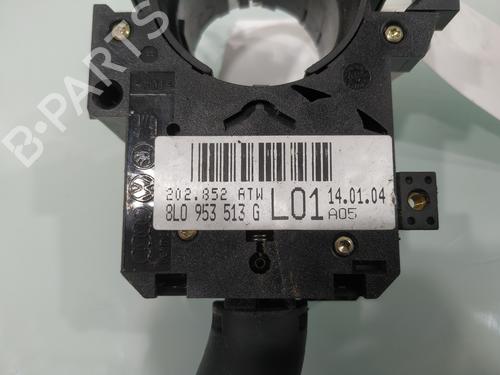 B-PARTS
202.852 ATW
8L0 953 513 G
L01
14.01.04
A05